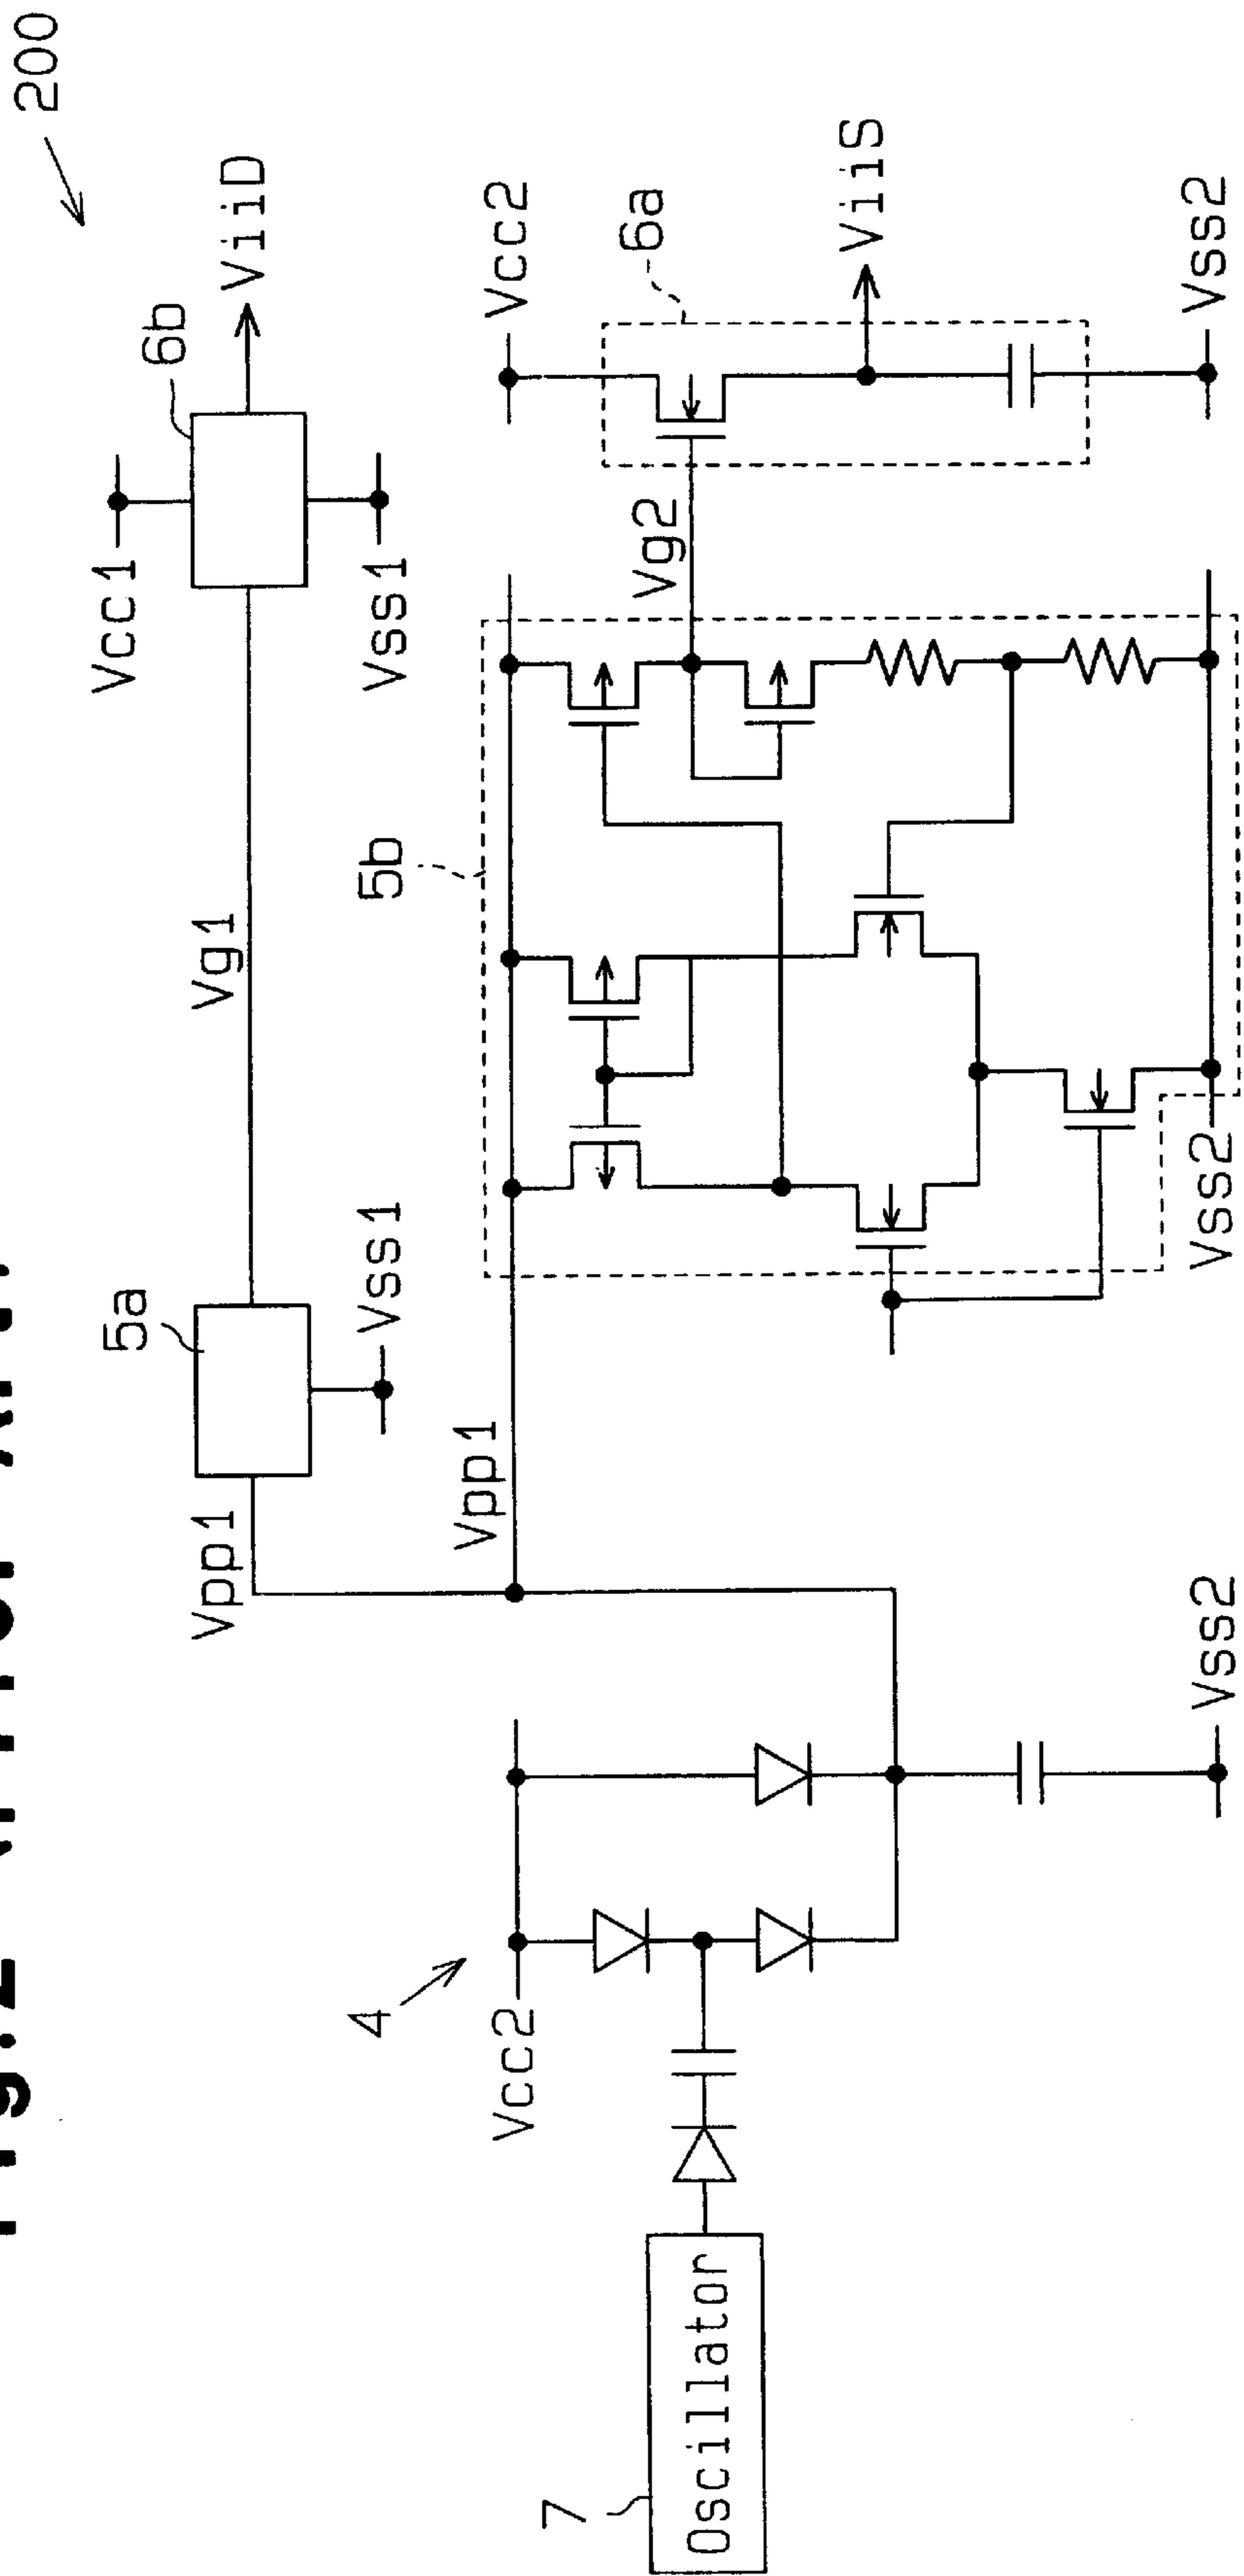 200
Vcc1
6b
ViiD
Vss1
Vg1
5a
Vss1
Vpp1
Vpp1
5b
Vcc2
6a
Vg2
ViiS
Vss2
Vss2
4
Vcc2
7
Oscillator
Vss2